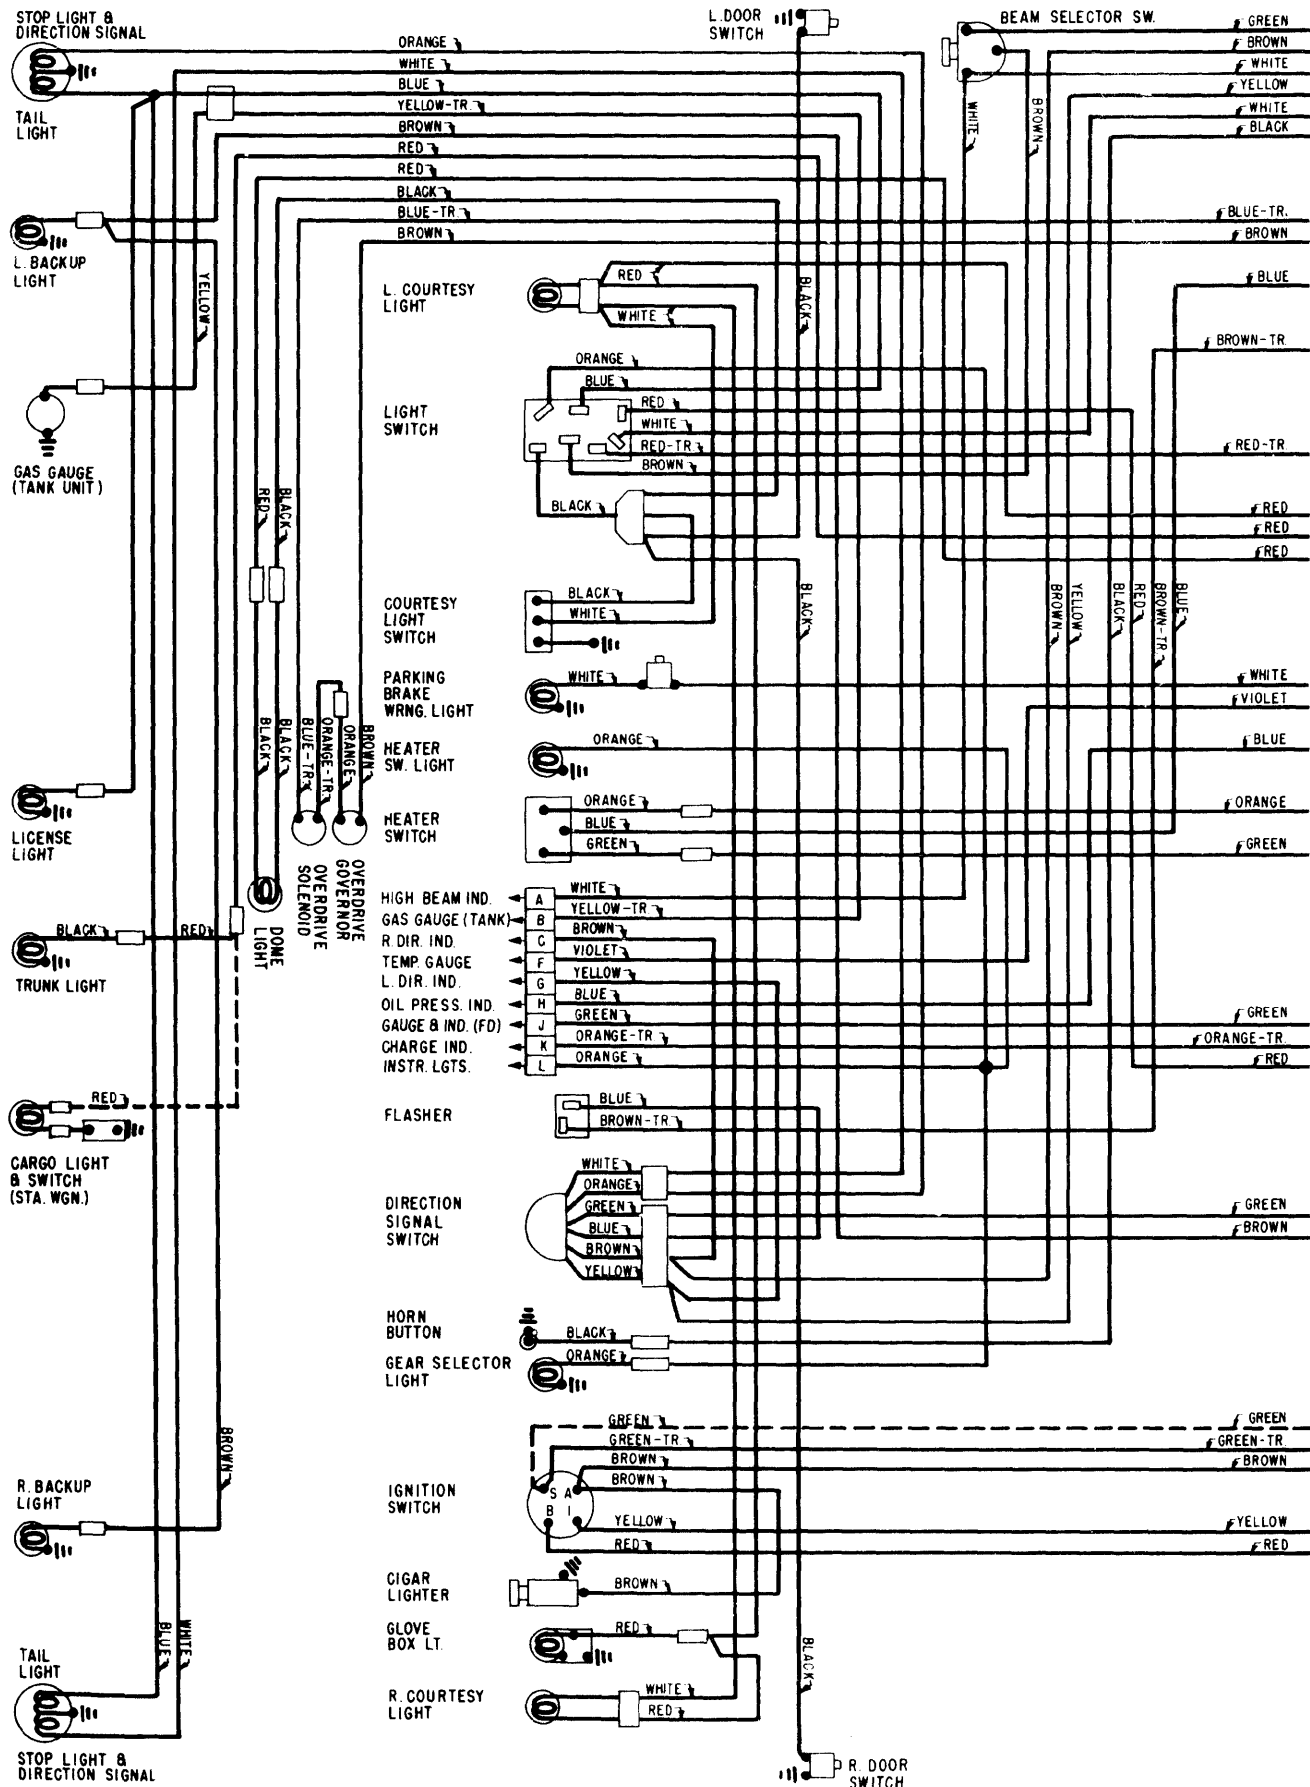 STOP LIGHT &
DIRECTION SIGNAL
TAIL
LIGHT
L. BACKUP
LIGHT
YELLOW
GAS GAUGE
(TANK UNIT)
LICENSE
LIGHT
BLACK
RED
TRUNK LIGHT
RED
CARGO LIGHT
& SWITCH
(STA. WGN.)
R. BACKUP
LIGHT
BROWN
TAIL
LIGHT
BLUE
WHITE
STOP LIGHT &
DIRECTION SIGNAL
ORANGE
WHITE
BLUE
YELLOW-TR.
BROWN
RED
RED
BLACK
BLUE-TR.
BROWN
RED
BLACK
BLACK
BLACK
BLUE-TR.
ORANGE-TR.
ORANGE
BROWN
DOME
LIGHT
OVERDRIVE
SOLENOID
OVERDRIVE
GOVERNOR
L. DOOR
SWITCH
BEAM SELECTOR SW.
WHITE
BROWN
L. COURTESY
LIGHT
RED
WHITE
BLACK
LIGHT
SWITCH
ORANGE
BLUE
RED
WHITE
RED-TR
BROWN
BLACK
COURTESY
LIGHT
SWITCH
BLACK
WHITE
BLACK
PARKING
BRAKE
WRNG. LIGHT
WHITE
HEATER
SW. LIGHT
ORANGE
HEATER
SWITCH
ORANGE
BLUE
GREEN
HIGH BEAM IND.
A
WHITE
GAS GAUGE (TANK)
B
YELLOW-TR
R. DIR. IND.
C
BROWN
TEMP. GAUGE
F
VIOLET
L. DIR. IND.
G
YELLOW
OIL PRESS. IND.
H
BLUE
GAUGE & IND. (FD)
J
GREEN
CHARGE IND.
K
ORANGE-TR
INSTR. LGTS.
L
ORANGE
FLASHER
BLUE
BROWN-TR.
DIRECTION
SIGNAL
SWITCH
WHITE
ORANGE
GREEN
BLUE
BROWN
YELLOW
HORN
BUTTON
BLACK
GEAR SELECTOR
LIGHT
ORANGE
IGNITION
SWITCH
GREEN
GREEN-TR.
BROWN
BROWN
S A
B I
YELLOW
RED
CIGAR
LIGHTER
BROWN
GLOVE
BOX LT.
RED
R. COURTESY
LIGHT
WHITE
RED
BLACK
R. DOOR
SWITCH
BROWN
YELLOW
BLACK
RED
BROWN-TR.
BLUE
GREEN
BROWN
WHITE
YELLOW
WHITE
BLACK
BLUE-TR.
BROWN
BLUE
BROWN-TR
RED-TR
RED
RED
RED
WHITE
VIOLET
BLUE
ORANGE
GREEN
GREEN
ORANGE-TR.
RED
GREEN
BROWN
GREEN
GREEN-TR.
BROWN
YELLOW
RED